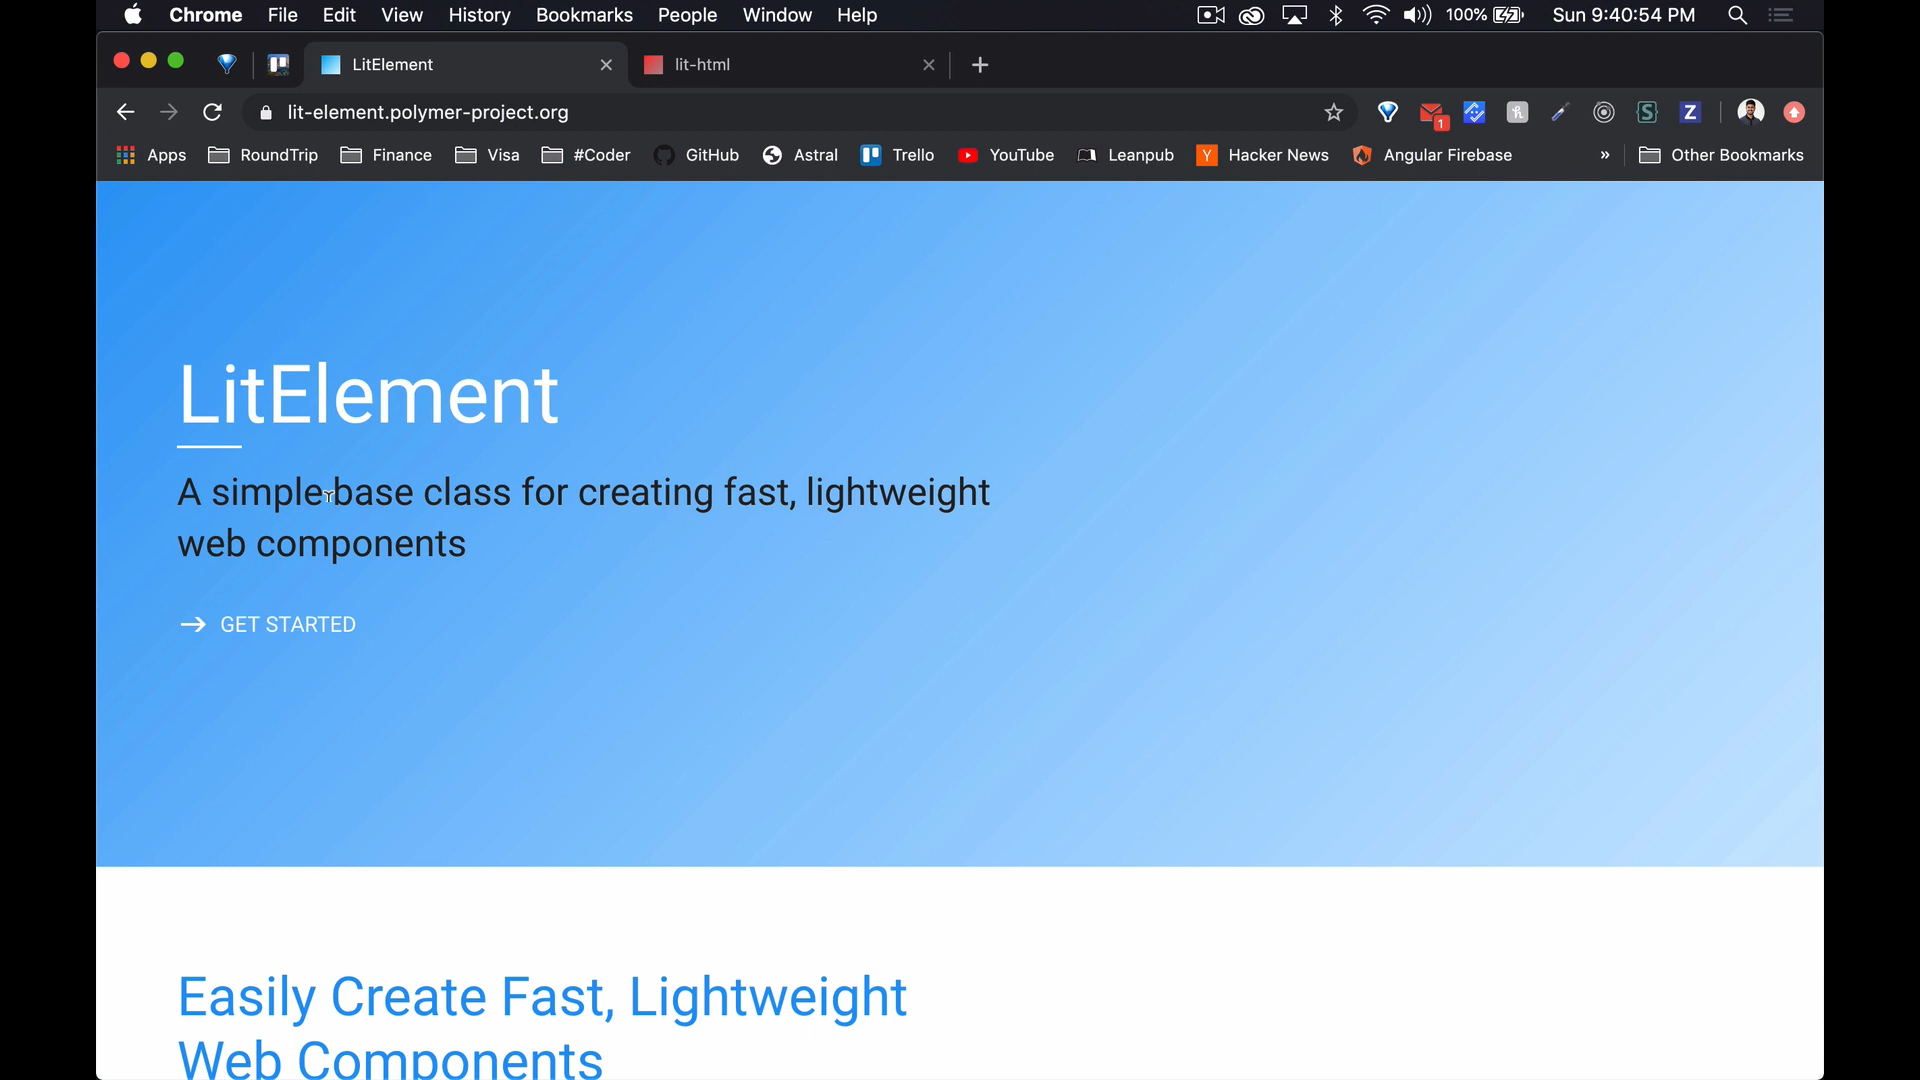 Chrome File Edit View History Bookmarks People Window Help 100% Sun 9:40:54 PM
LitElement lit-html
lit-element.polymer-project.org 1 Z
Apps RoundTrip Finance Visa #Coder GitHub Astral Trello YouTube Leanpub Y Hacker News Angular Firebase » Other Bookmarks
LitElement
A simple base class for creating fast, lightweight
web components
→ GET STARTED
Easily Create Fast, Lightweight
Web Components